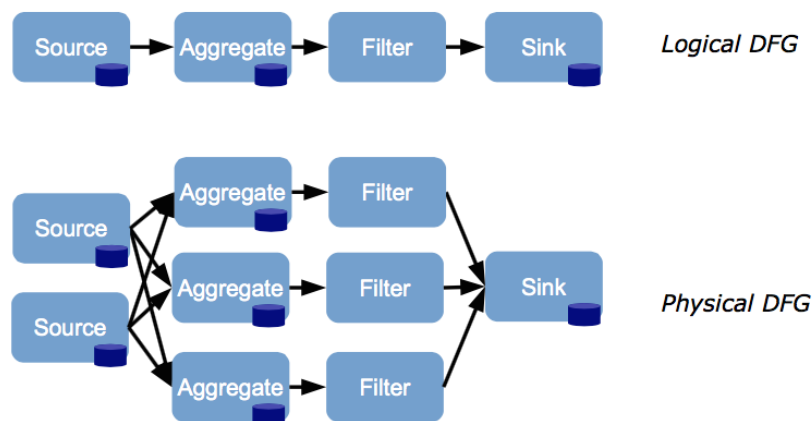 Source Aggregate Filter Sink Logical DFG
Aggregate Filter
Source
Aggregate Filter Sink Physical DFG
Source
Aggregate Filter